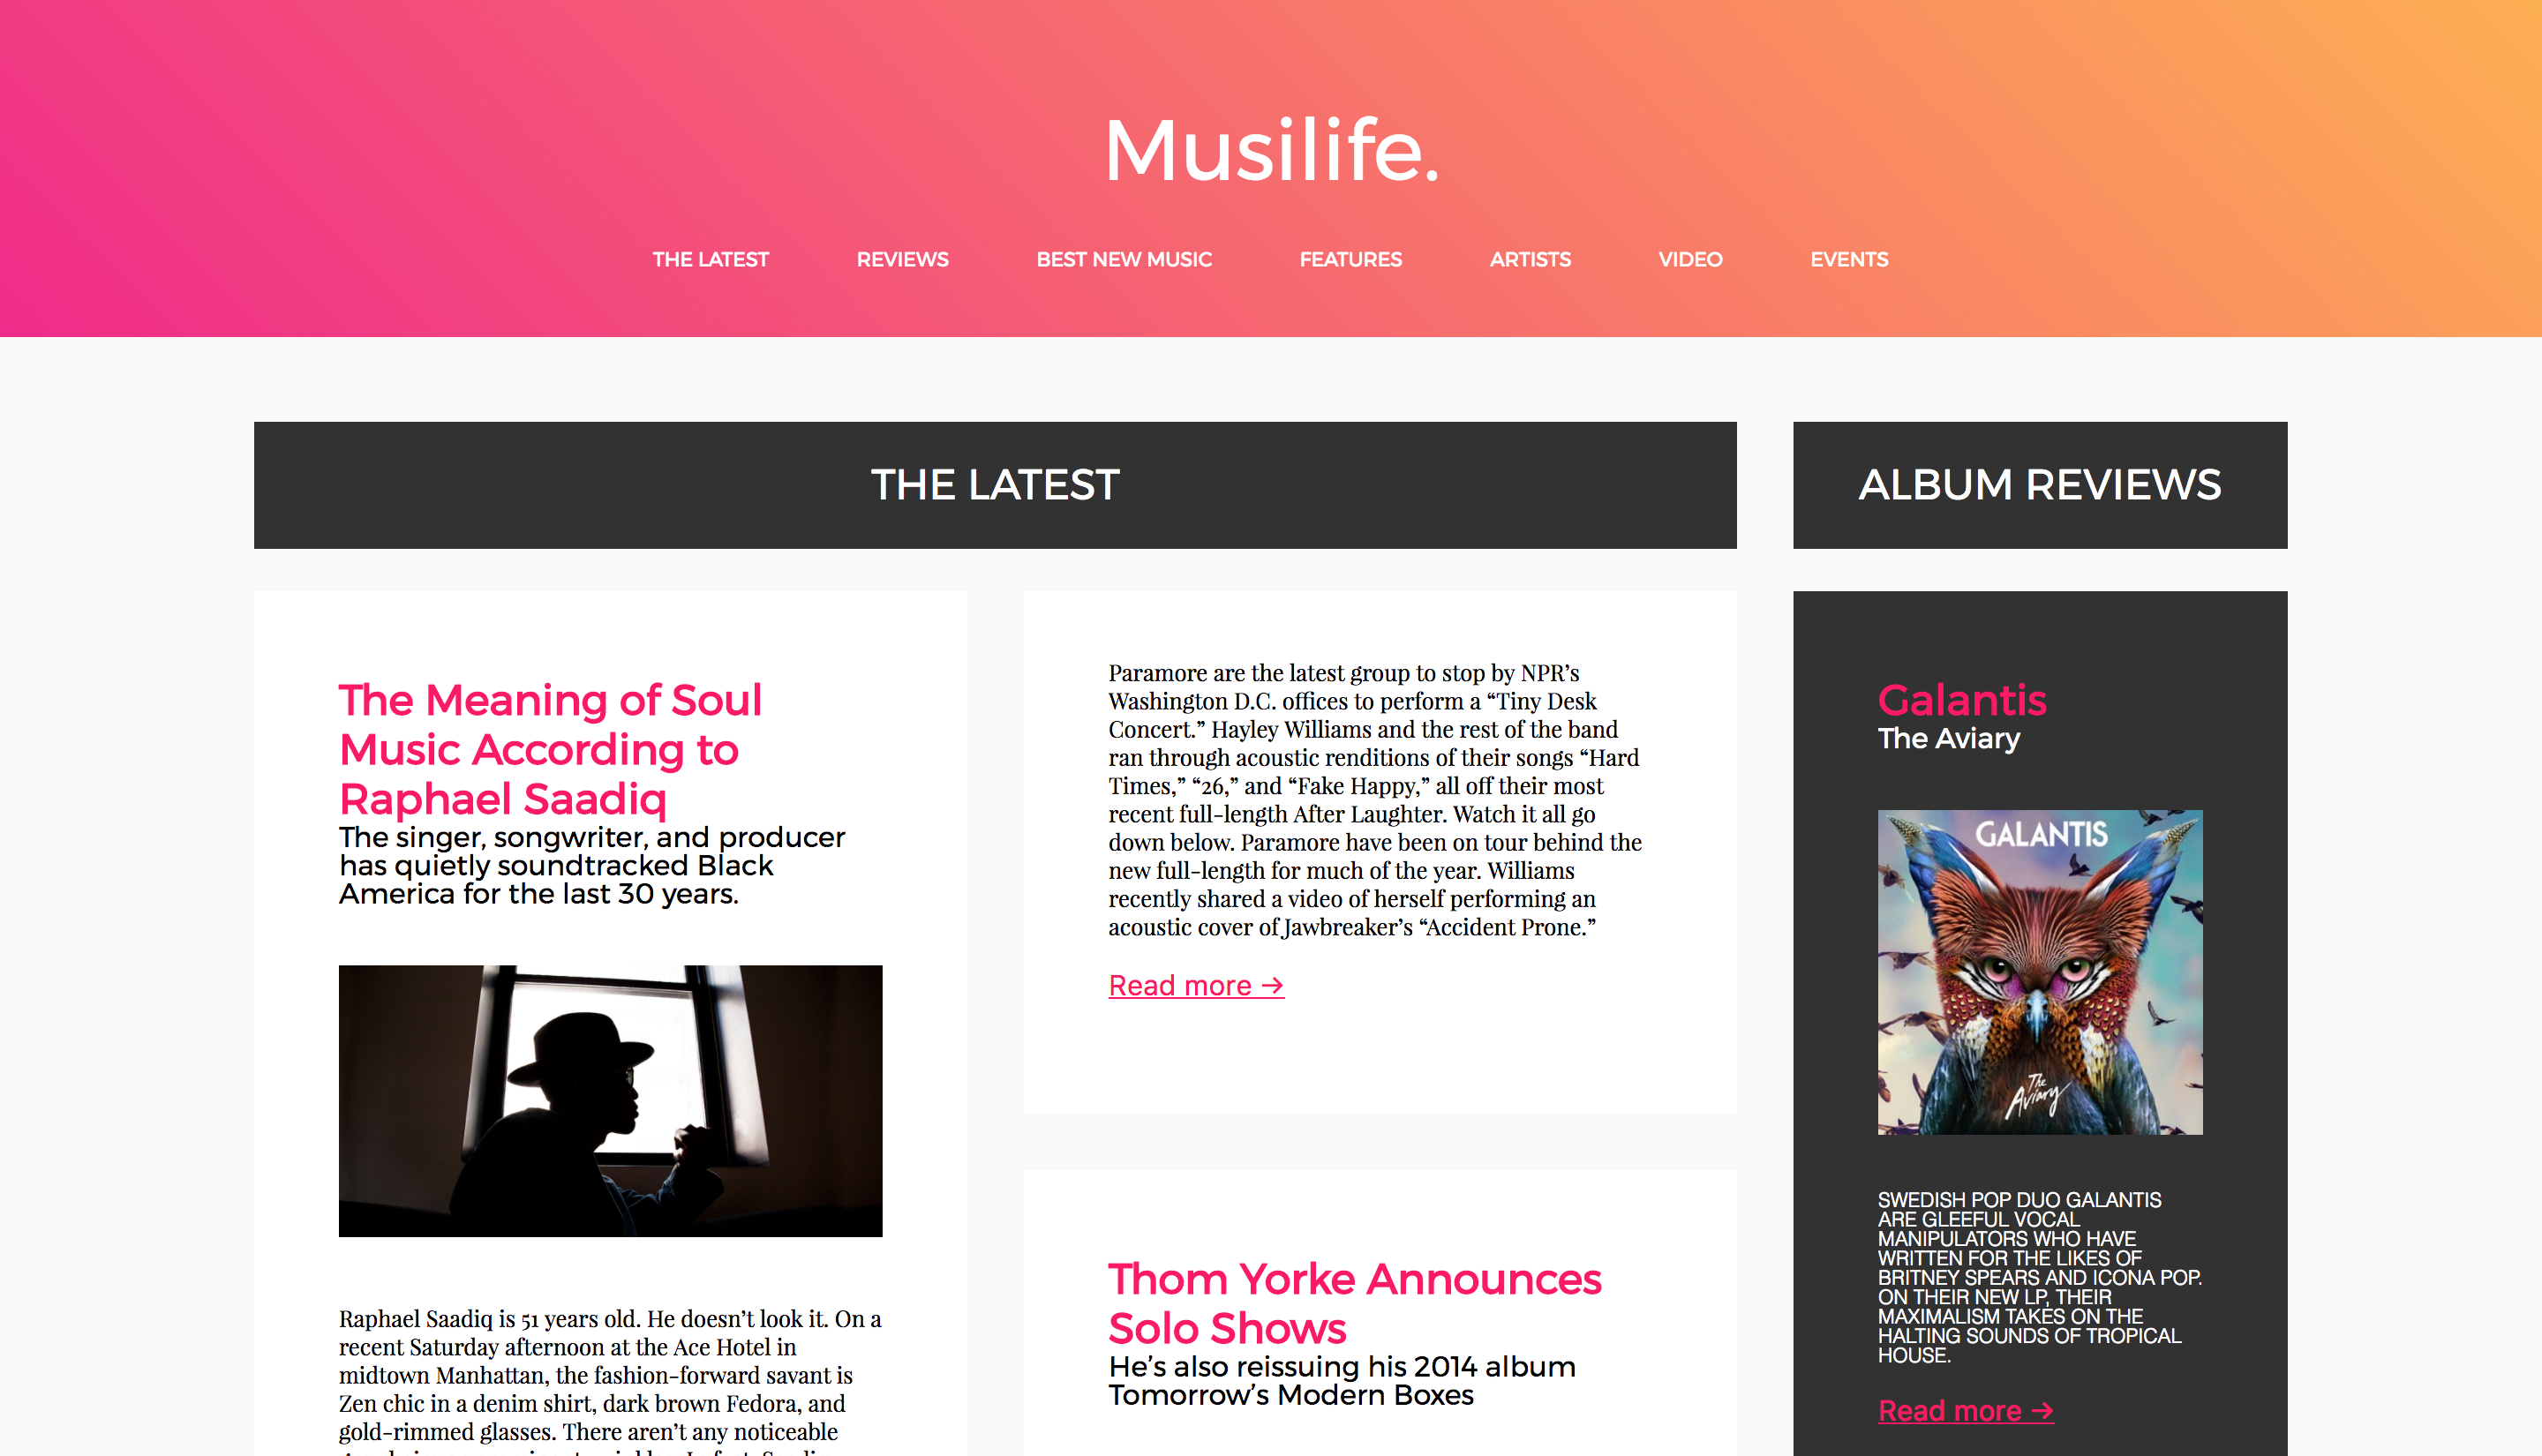 Musilife.
THE LATEST REVIEWS BEST NEW MUSIC FEATURES ARTISTS VIDEO EVENTS
THE LATEST
The Meaning of Soul
Music According to
Raphael Saadiq
The singer, songwriter, and producer
has quietly soundtracked Black
America for the last 30 years.
Raphael Saadiq is 51 years old. He doesn’t look it. On a
recent Saturday afternoon at the Ace Hotel in
midtown Manhattan, the fashion-forward savant is
Zen chic in a denim shirt, dark brown Fedora, and
gold-rimmed glasses. There aren’t any noticeable
Paramore are the latest group to stop by NPR’s
Washington D.C. offices to perform a “Tiny Desk
Concert.” Hayley Williams and the rest of the band
ran through acoustic renditions of their songs “Hard
Times,” “26,” and “Fake Happy,” all off their most
recent full-length After Laughter. Watch it all go
down below. Paramore have been on tour behind the
new full-length for much of the year. Williams
recently shared a video of herself performing an
acoustic cover of Jawbreaker’s “Accident Prone.”
Read more →
Thom Yorke Announces
Solo Shows
He’s also reissuing his 2014 album
Tomorrow’s Modern Boxes
ALBUM REVIEWS
Galantis
The Aviary
GALANTIS
The
Aviary
SWEDISH POP DUO GALANTIS
ARE GLEEFUL VOCAL
MANIPULATORS WHO HAVE
WRITTEN FOR THE LIKES OF
BRITNEY SPEARS AND ICONA POP.
ON THEIR NEW LP, THEIR
MAXIMALISM TAKES ON THE
HALTING SOUNDS OF TROPICAL
HOUSE.
Read more →